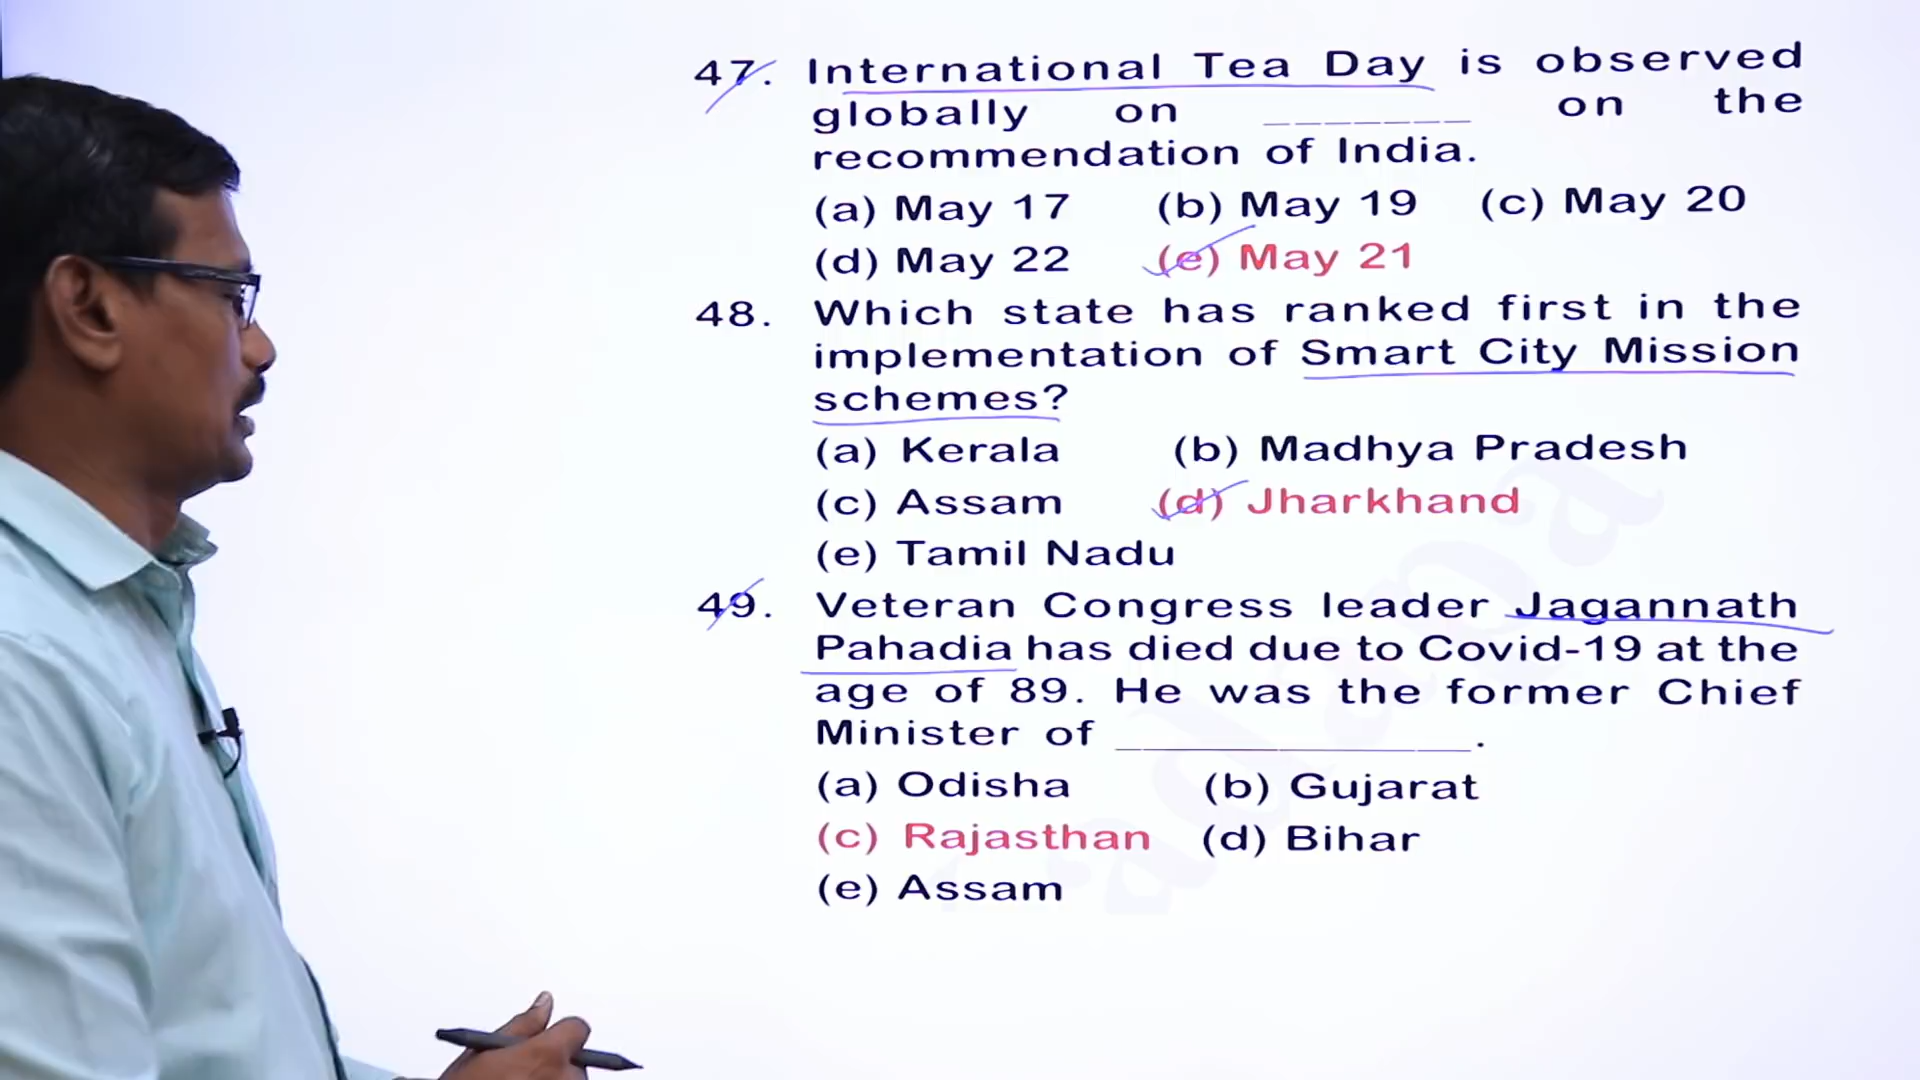 47. International Tea Day is observed
globally on _______ on the
recommendation of India.
(a) May 17 (b) May 19 (c) May 20
(d) May 22 (e) May 21
48. Which state has ranked first in the
implementation of Smart City Mission
schemes?
(a) Kerala (b) Madhya Pradesh
(c) Assam (d) Jharkhand
(e) Tamil Nadu
49. Veteran Congress leader Jagannath
Pahadia has died due to Covid-19 at the
age of 89. He was the former Chief
Minister of ____________.
(a) Odisha (b) Gujarat
(c) Rajasthan (d) Bihar
(e) Assam